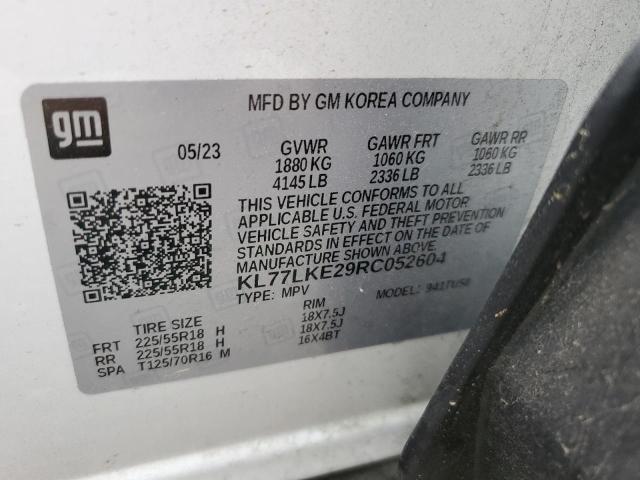 gm
MFD BY GM KOREA COMPANY
05/23 GVWR GAWR FRT GAWR RR
1880 KG 1060 KG 1060 KG
4145 LB 2336 LB 2336 LB
THIS VEHICLE CONFORMS TO ALL
APPLICABLE U.S. FEDERAL MOTOR
VEHICLE SAFETY AND THEFT PREVENTION
STANDARDS IN EFFECT ON THE DATE OF
MANUFACTURE SHOWN ABOVE.
KL77LKE29RC052604
TYPE: MPV MODEL: 941TUS8
TIRE SIZE RIM
FRT 225/55R18 H 18X7.5J
RR 225/55R18 H 18X7.5J
SPA T125/70R16 M 16X4BT